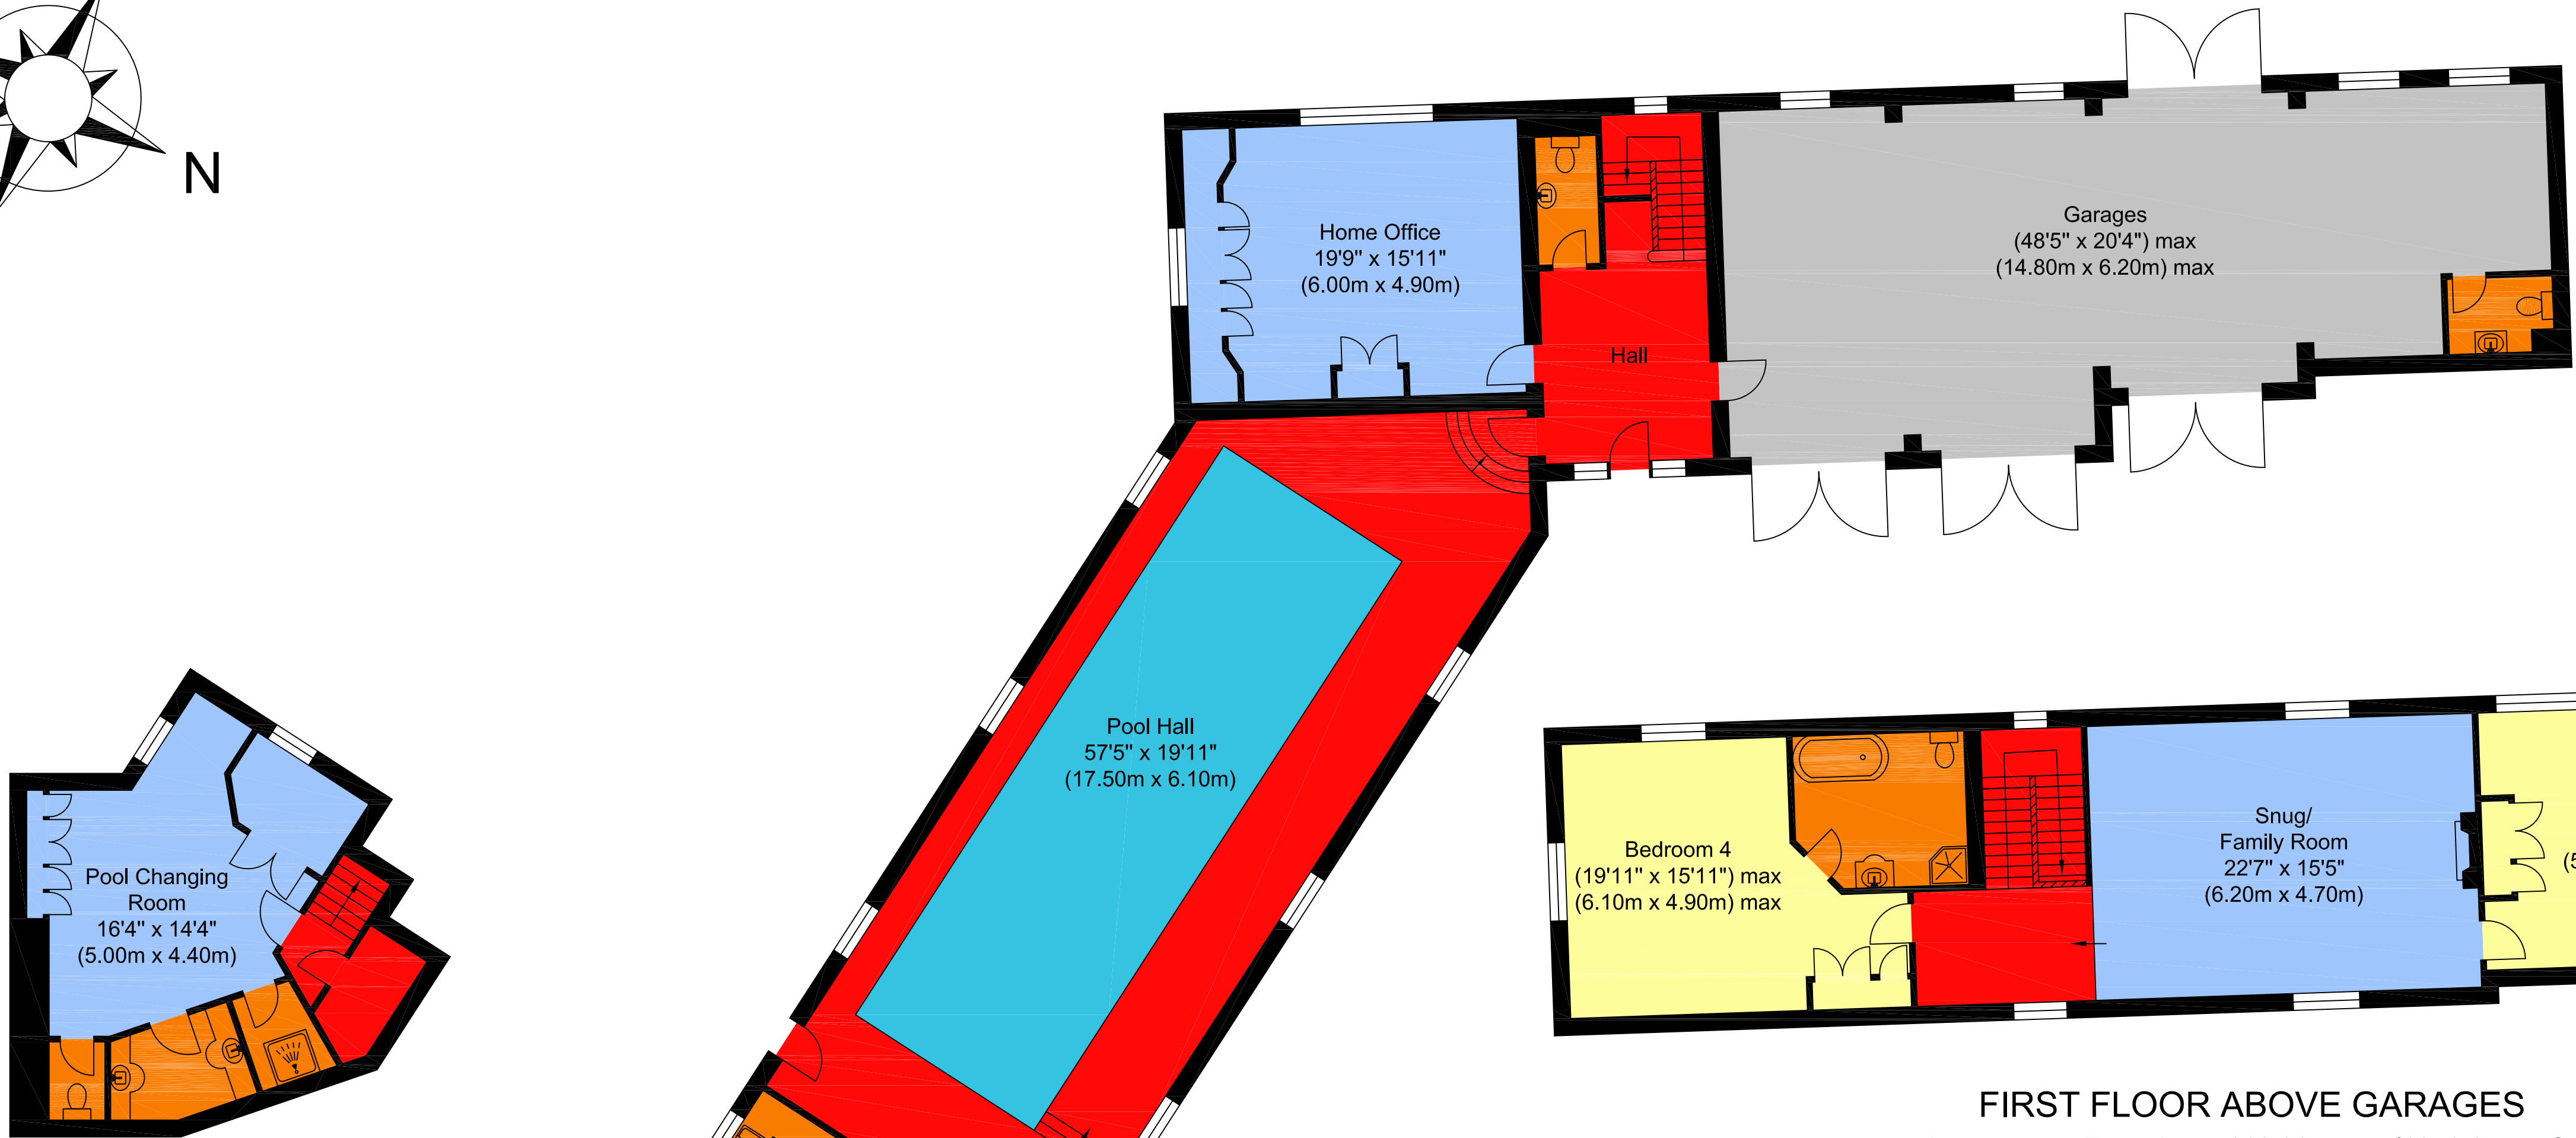 N
Home Office
19'9" x 15'11"
(6.00m x 4.90m)
Garages
(48'5" x 20'4") max
(14.80m x 6.20m) max
Hall
Pool Hall
57'5" x 19'11"
(17.50m x 6.10m)
Pool Changing
Room
16'4" x 14'4"
(5.00m x 4.40m)
Bedroom 4
(19'11" x 15'11") max
(6.10m x 4.90m) max
Snug/
Family Room
22'7" x 15'5"
(6.20m x 4.70m)
(5
FIRST FLOOR ABOVE GARAGES